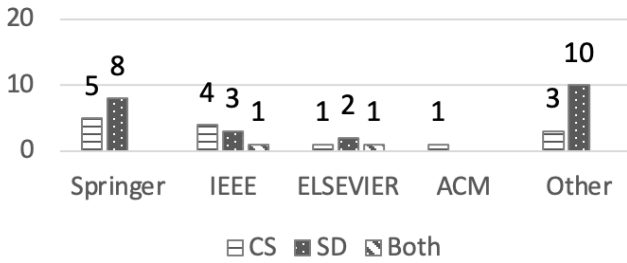 20
10
0
5 8
4 3 1
1 2 1
1
3 10
Springer IEEE ELSEVIER ACM Other
CS SD Both